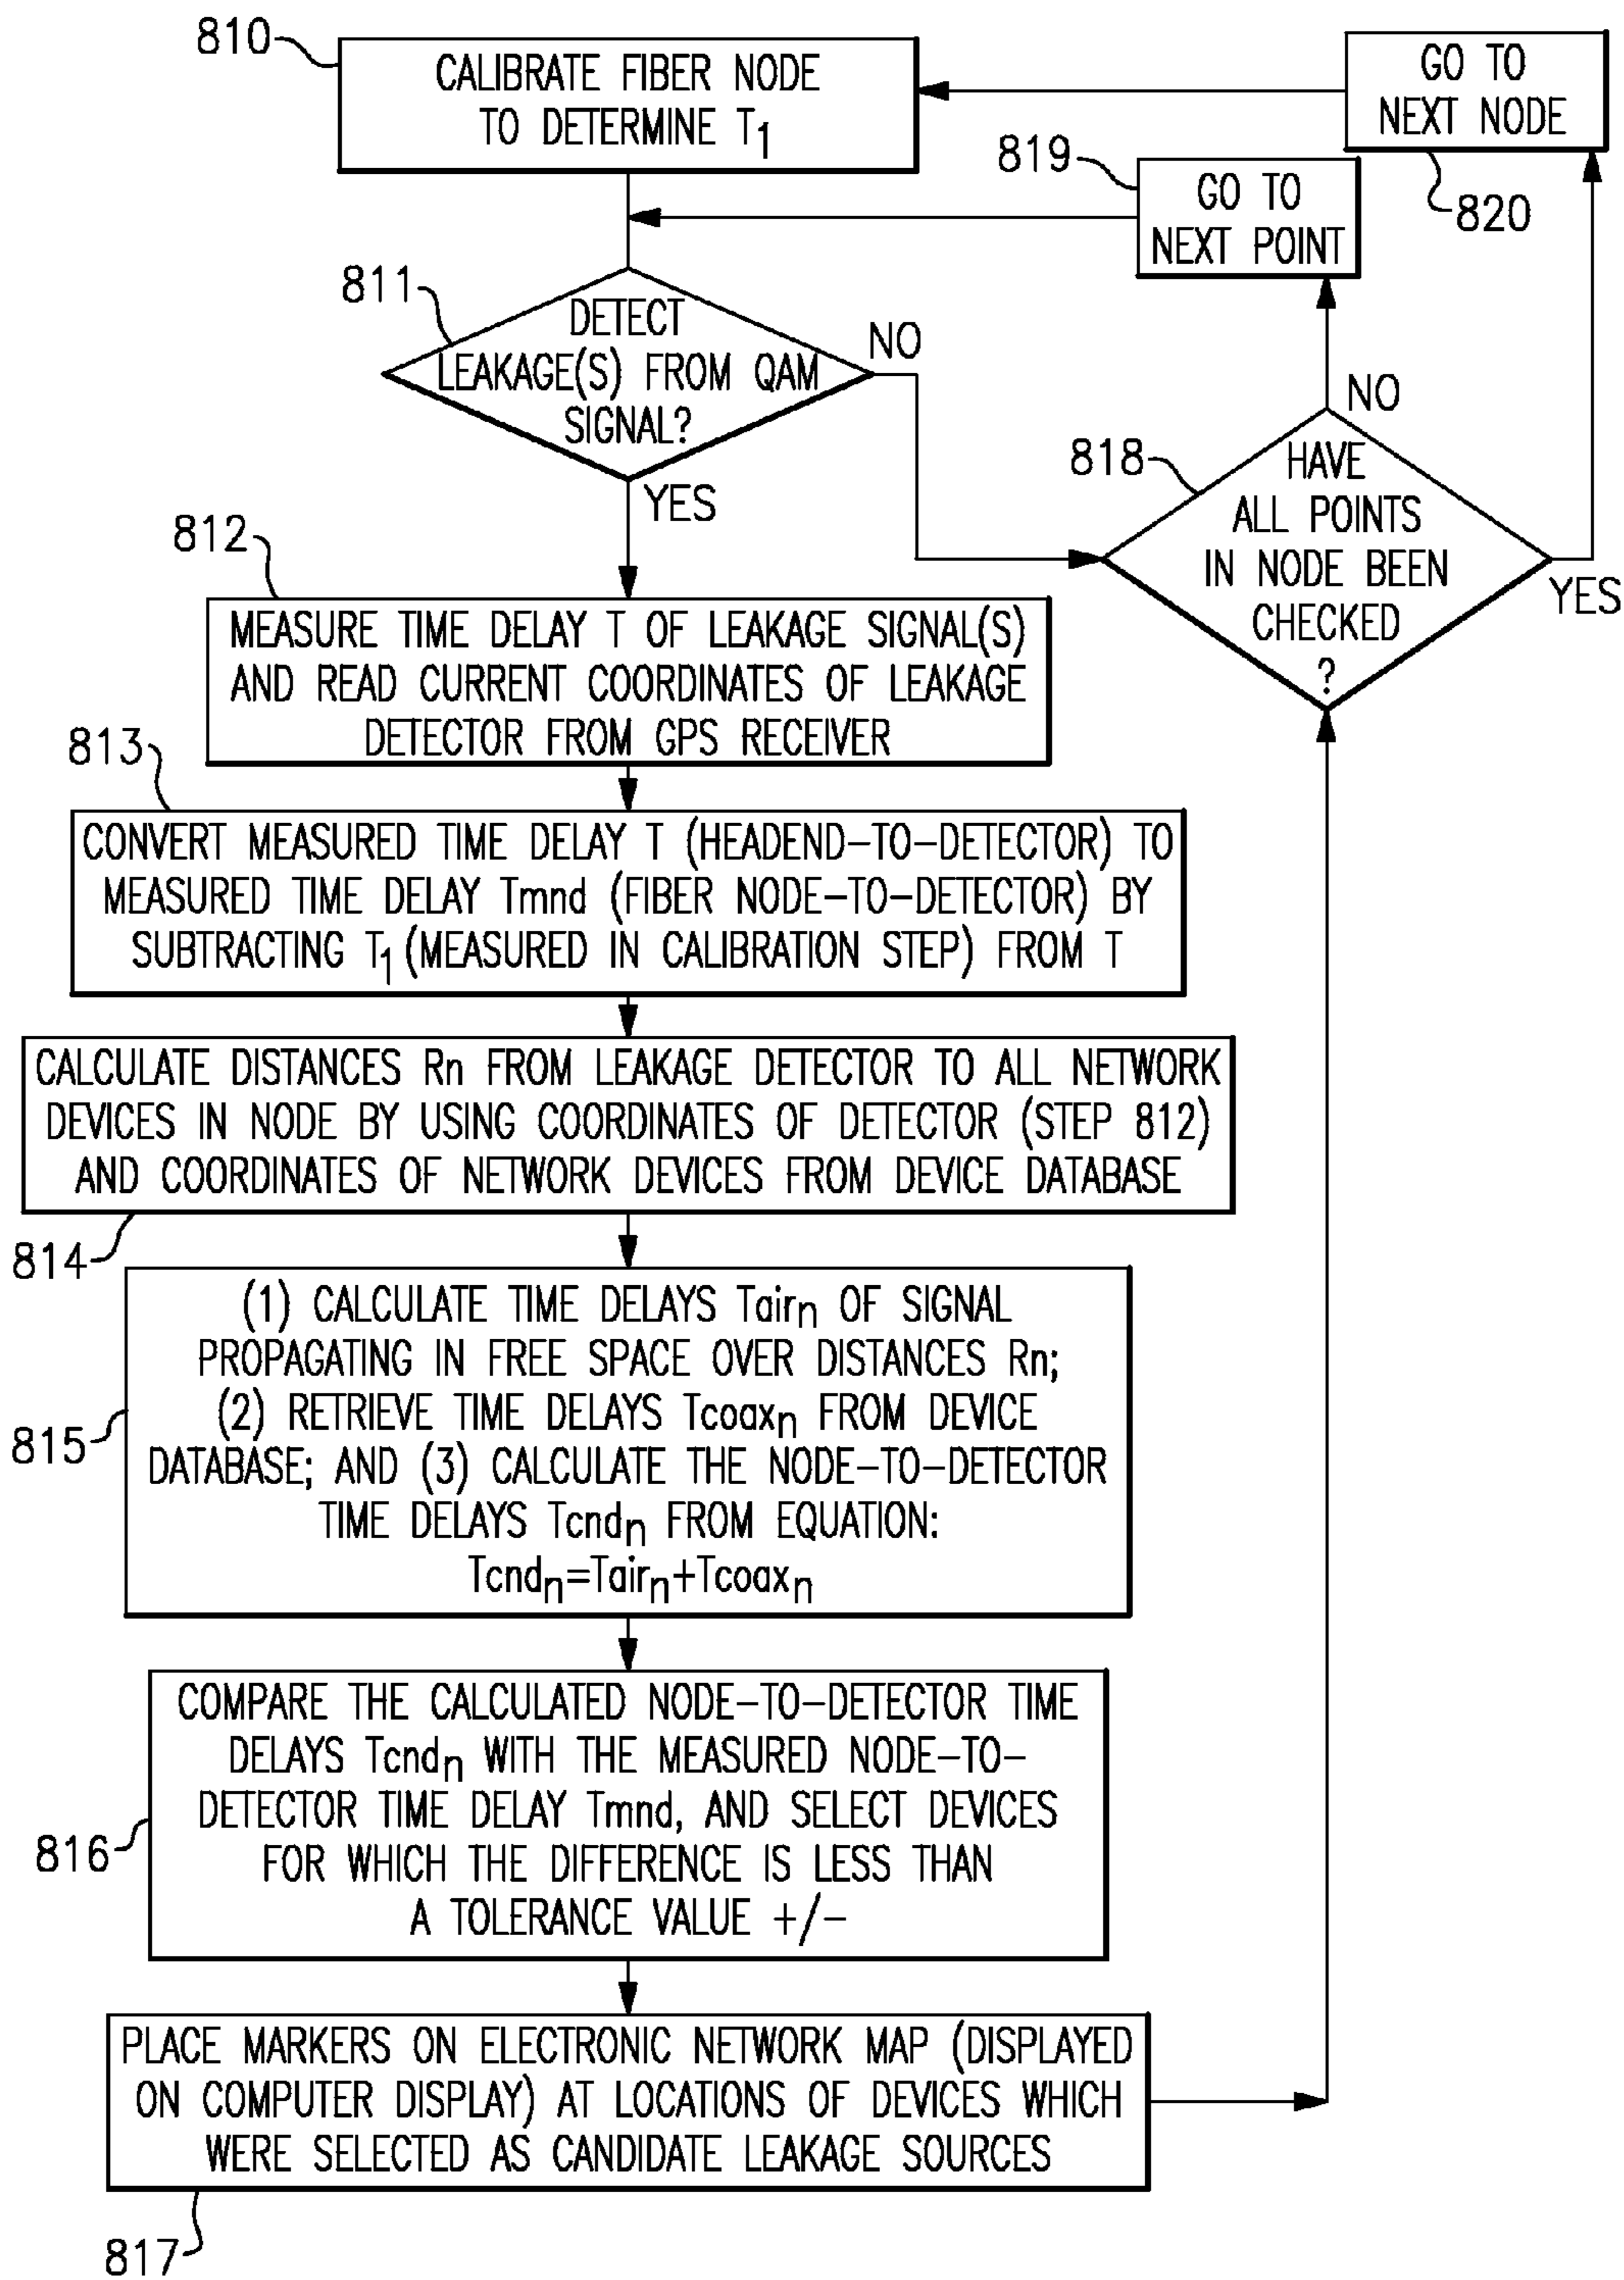 810
CALIBRATE FIBER NODE
TO DETERMINE T1
GO TO
NEXT NODE
820
819
GO TO
NEXT POINT
811
DETECT
LEAKAGE(S) FROM QAM
SIGNAL?
NO
YES
818
NO
HAVE
ALL POINTS
IN NODE BEEN
CHECKED
?
YES
812
MEASURE TIME DELAY T OF LEAKAGE SIGNAL(S)
AND READ CURRENT COORDINATES OF LEAKAGE
DETECTOR FROM GPS RECEIVER
813
CONVERT MEASURED TIME DELAY T (HEADEND-TO-DETECTOR) TO
MEASURED TIME DELAY Tmnd (FIBER NODE-TO-DETECTOR) BY
SUBTRACTING T1 (MEASURED IN CALIBRATION STEP) FROM T
CALCULATE DISTANCES Rn FROM LEAKAGE DETECTOR TO ALL NETWORK
DEVICES IN NODE BY USING COORDINATES OF DETECTOR (STEP 812)
AND COORDINATES OF NETWORK DEVICES FROM DEVICE DATABASE
814
(1) CALCULATE TIME DELAYS Tairn OF SIGNAL
PROPAGATING IN FREE SPACE OVER DISTANCES Rn;
(2) RETRIEVE TIME DELAYS Tcoaxn FROM DEVICE
DATABASE; AND (3) CALCULATE THE NODE-TO-DETECTOR
TIME DELAYS Tcndn FROM EQUATION:
Tcndn=Tairn+Tcoaxn
815
COMPARE THE CALCULATED NODE-TO-DETECTOR TIME
DELAYS Tcndn WITH THE MEASURED NODE-TO-
DETECTOR TIME DELAY Tmnd, AND SELECT DEVICES
FOR WHICH THE DIFFERENCE IS LESS THAN
A TOLERANCE VALUE +/-
816
PLACE MARKERS ON ELECTRONIC NETWORK MAP (DISPLAYED
ON COMPUTER DISPLAY) AT LOCATIONS OF DEVICES WHICH
WERE SELECTED AS CANDIDATE LEAKAGE SOURCES
817